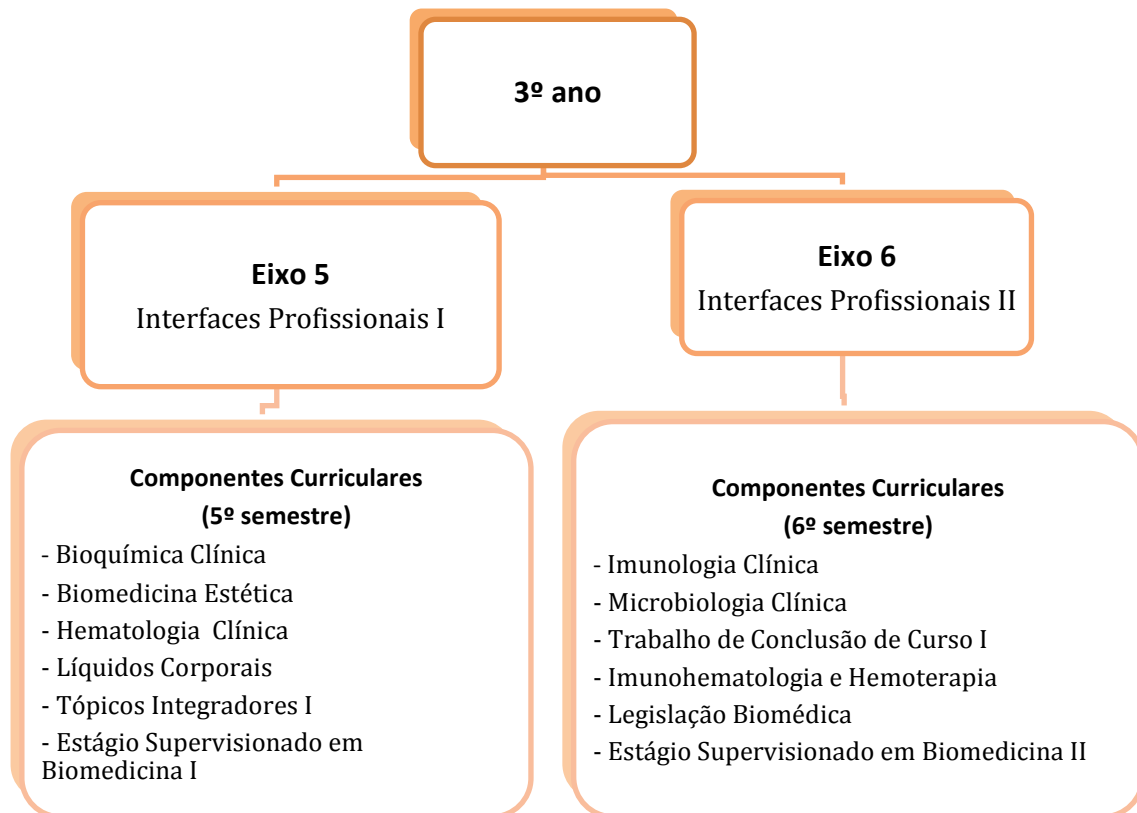 3º ano
Eixo 5
Interfaces Profissionais I
Eixo 6
Interfaces Profissionais II
Componentes Curriculares
(5º semestre)
- Bioquímica Clínica
- Biomedicina Estética
- Hematologia  Clínica
- Líquidos Corporais
- Tópicos Integradores I
- Estágio Supervisionado em
Biomedicina I
Componentes Curriculares
(6º semestre)
- Imunologia Clínica
- Microbiologia Clínica
- Trabalho de Conclusão de Curso I
- Imunohematologia e Hemoterapia
- Legislação Biomédica
- Estágio Supervisionado em Biomedicina II